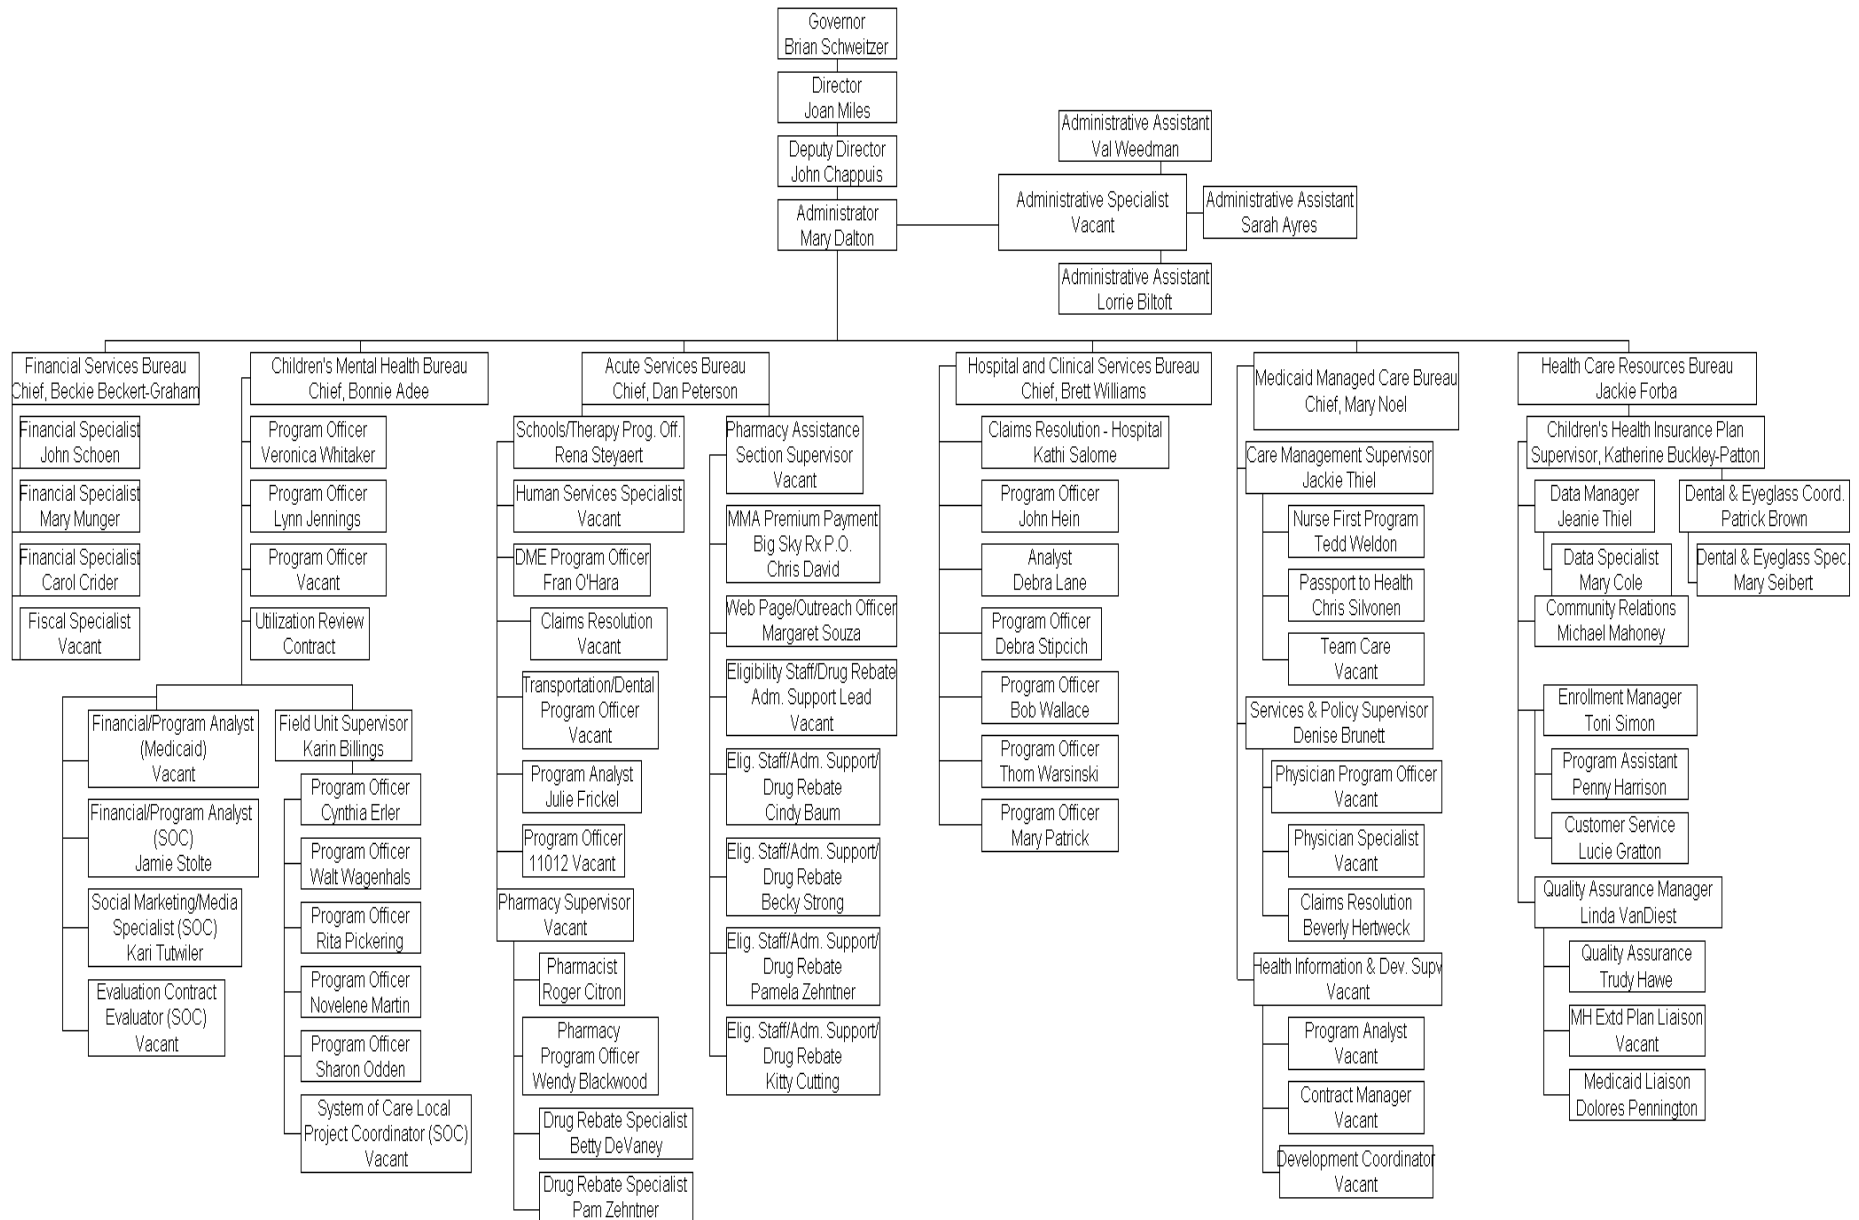 Governor
Brian Schweitzer
Director
Joan Miles
Deputy Director
John Chappuis
Administrator
Mary Dalton
Administrative Assistant
Val Weedman
Administrative Specialist
Vacant
Administrative Assistant
Sarah Ayres
Administrative Assistant
Lorrie Biltoft
Financial Services Bureau
Chief, Beckie Beckert-Graham
Financial Specialist
John Schoen
Financial Specialist
Mary Munger
Financial Specialist
Carol Crider
Fiscal Specialist
Vacant
Children's Mental Health Bureau
Chief, Bonnie Adee
Program Officer
Veronica Whitaker
Program Officer
Lynn Jennings
Program Officer
Vacant
Utilization Review
Contract
Financial/Program Analyst
(Medicaid)
Vacant
Financial/Program Analyst
(SOC)
Jamie Stolte
Social Marketing/Media
Specialist (SOC)
Kari Tutwiler
Evaluation Contract
Evaluator (SOC)
Vacant
Field Unit Supervisor
Karin Billings
Program Officer
Cynthia Erler
Program Officer
Walt Wagenhals
Program Officer
Rita Pickering
Program Officer
Novelene Martin
Program Officer
Sharon Odden
System of Care Local
Project Coordinator (SOC)
Vacant
Acute Services Bureau
Chief, Dan Peterson
Schools/Therapy Prog. Off.
Rena Steyaert
Human Services Specialist
Vacant
DME Program Officer
Fran O'Hara
Claims Resolution
Vacant
Transportation/Dental
Program Officer
Vacant
Program Analyst
Julie Frickel
Program Officer
11012 Vacant
Pharmacy Supervisor
Vacant
Pharmacist
Roger Citron
Pharmacy
Program Officer
Wendy Blackwood
Drug Rebate Specialist
Betty DeVaney
Drug Rebate Specialist
Pam Zehntner
Pharmacy Assistance
Section Supervisor
Vacant
MMA Premium Payment
Big Sky Rx P.O.
Chris David
Web Page/Outreach Officer
Margaret Souza
Eligibility Staff/Drug Rebate
Adm. Support Lead
Vacant
Elig. Staff/Adm. Support/
Drug Rebate
Cindy Baum
Elig. Staff/Adm. Support/
Drug Rebate
Becky Strong
Elig. Staff/Adm. Support/
Drug Rebate
Pamela Zehntner
Elig. Staff/Adm. Support/
Drug Rebate
Kitty Cutting
Hospital and Clinical Services Bureau
Chief, Brett Williams
Claims Resolution - Hospital
Kathi Salome
Program Officer
John Hein
Analyst
Debra Lane
Program Officer
Debra Stipcich
Program Officer
Bob Wallace
Program Officer
Thom Warsinski
Program Officer
Mary Patrick
Medicaid Managed Care Bureau
Chief, Mary Noel
Care Management Supervisor
Jackie Thiel
Nurse First Program
Tedd Weldon
Passport to Health
Chris Silvonen
Team Care
Vacant
Services & Policy Supervisor
Denise Brunett
Physician Program Officer
Vacant
Physician Specialist
Vacant
Claims Resolution
Beverly Hertweck
Health Information & Dev. Supv
Vacant
Program Analyst
Vacant
Contract Manager
Vacant
Development Coordinator
Vacant
Health Care Resources Bureau
Jackie Forba
Children's Health Insurance Plan
Supervisor, Katherine Buckley-Patton
Data Manager
Jeanie Thiel
Data Specialist
Mary Cole
Dental & Eyeglass Coord.
Patrick Brown
Dental & Eyeglass Spec.
Mary Seibert
Community Relations
Michael Mahoney
Enrollment Manager
Toni Simon
Program Assistant
Penny Harrison
Customer Service
Lucie Gratton
Quality Assurance Manager
Linda VanDiest
Quality Assurance
Trudy Hawe
MH Extd Plan Liaison
Vacant
Medicaid Liaison
Dolores Pennington